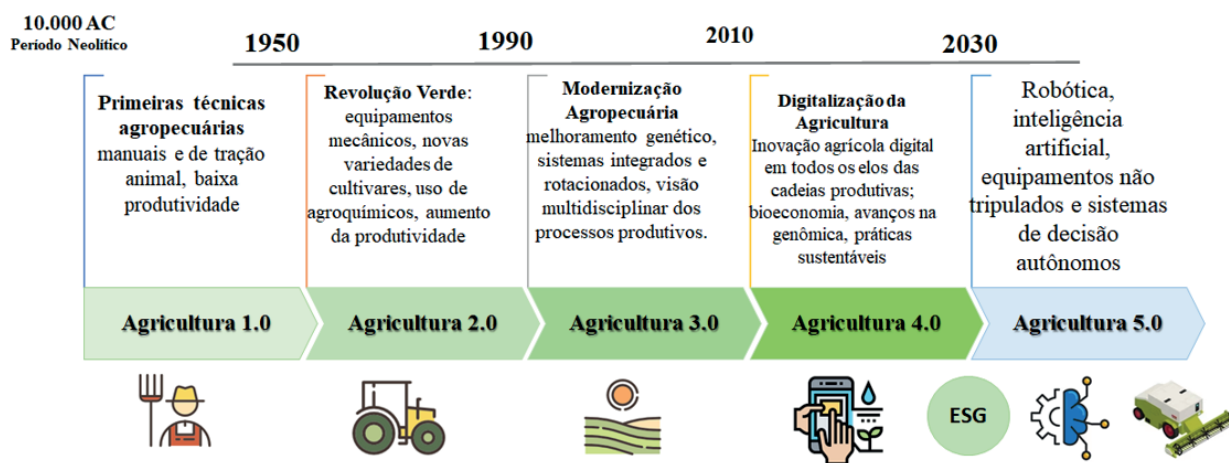 10.000 AC
Período Neolítico
1950
1990
2010
2030
Primeiras técnicas
agropecuárias
manuais e de tração
animal, baixa
produtividade
Revolução Verde:
equipamentos
mecânicos, novas
variedades de
cultivares, uso de
agroquímicos, aumento
da produtividade
Modernização
Agropecuária
melhoramento genético,
sistemas integrados e
rotacionados, visão
multidisciplinar dos
processos produtivos.
Digitalização da
Agricultura
Inovação agrícola digital
em todos os elos das
cadeias produtivas;
bioeconomia, avanços na
genômica, práticas
sustentáveis
Robótica,
inteligência
artificial,
equipamentos não
tripulados e sistemas
de decisão
autônomos
Agricultura 1.0
Agricultura 2.0
Agricultura 3.0
Agricultura 4.0
Agricultura 5.0
ESG